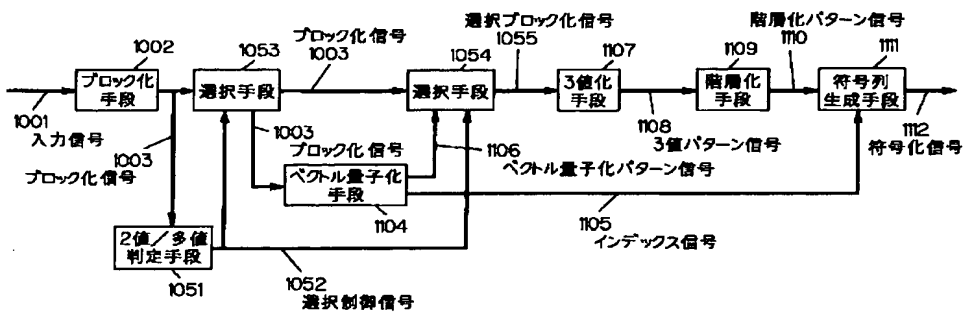 1002
ブロック化
手段
1001
入力信号
1003
ブロック化信号
1053
選択手段
ブロック化信号
1003
1003
ブロック化信号
ベクトル量子化
手段
1104
2値/多値
判定手段
1051
1052
選択制御信号
1054
選択手段
1106
ベクトル量子化パターン信号
選択ブロック化信号
1055
1107
3値化
手段
1108
3値パターン信号
1105
インデックス信号
1109
階層化
手段
階層化パターン信号
1110
1111
符号列
生成手段
1112
符号化信号